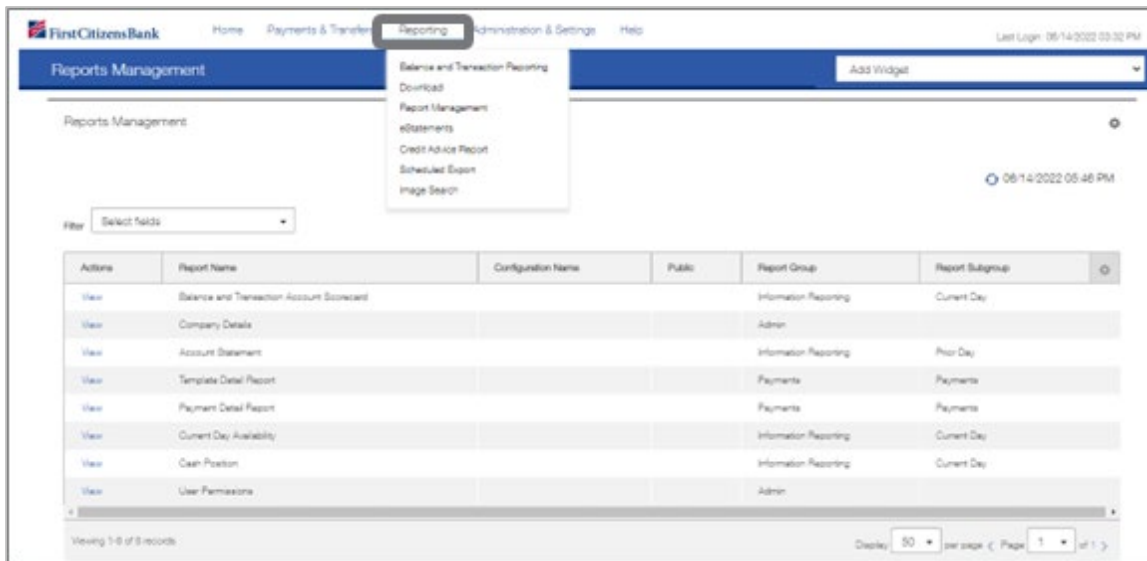 First Citizens Bank
Home Payments & Transfers Reporting Administration & Settings Help
Last Login: 06/14/2022 03:32 PM
Reports Management
Add Widget
Balance and Transaction Reporting
Download
Report Management
eStatements
Credit Advice Report
Scheduled Export
Image Search
Reports Management
06/14/2022 05:46 PM
Filter Select fields
Actions Report Name Configuration Name Public Report Group Report Subgroup
View Balance and Transaction Account Scorecard Information Reporting Current Day
View Company Details Admin
View Account Statement Information Reporting Prior Day
View Template Detail Report Payments Payments
View Payment Detail Report Payments Payments
View Current Day Availability Information Reporting Current Day
View Cash Position Information Reporting Current Day
View User Permissions Admin
Viewing 1-8 of 8 records
Display 50 per page < Page 1 of 1 >